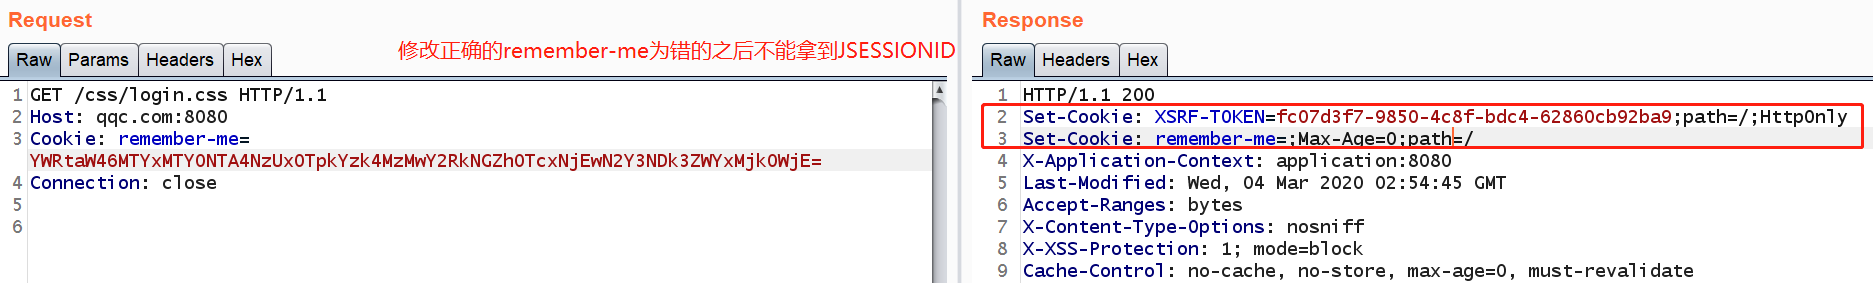 Request
Raw Params Headers Hex
修改正确的remember-me为错的之后不能拿到JSESSIONID
1 GET /css/login.css HTTP/1.1
2 Host: qqc.com:8080
3 Cookie: remember-me=
YWRtaW46MTYxMTY0NTA4NzUxOTpkYzk4MzMwY2RkNGZhOTcxNjEwN2Y3NDk3ZWYxMjk0WjE=
4 Connection: close
5
6
Response
Raw Headers Hex
1 HTTP/1.1 200
2 Set-Cookie: XSRF-TOKEN=fc07d3f7-9850-4c8f-bdc4-62860cb92ba9;path=/;HttpOnly
3 Set-Cookie: remember-me=;Max-Age=0;path=/
4 X-Application-Context: application:8080
5 Last-Modified: Wed, 04 Mar 2020 02:54:45 GMT
6 Accept-Ranges: bytes
7 X-Content-Type-Options: nosniff
8 X-XSS-Protection: 1; mode=block
9 Cache-Control: no-cache, no-store, max-age=0, must-revalidate